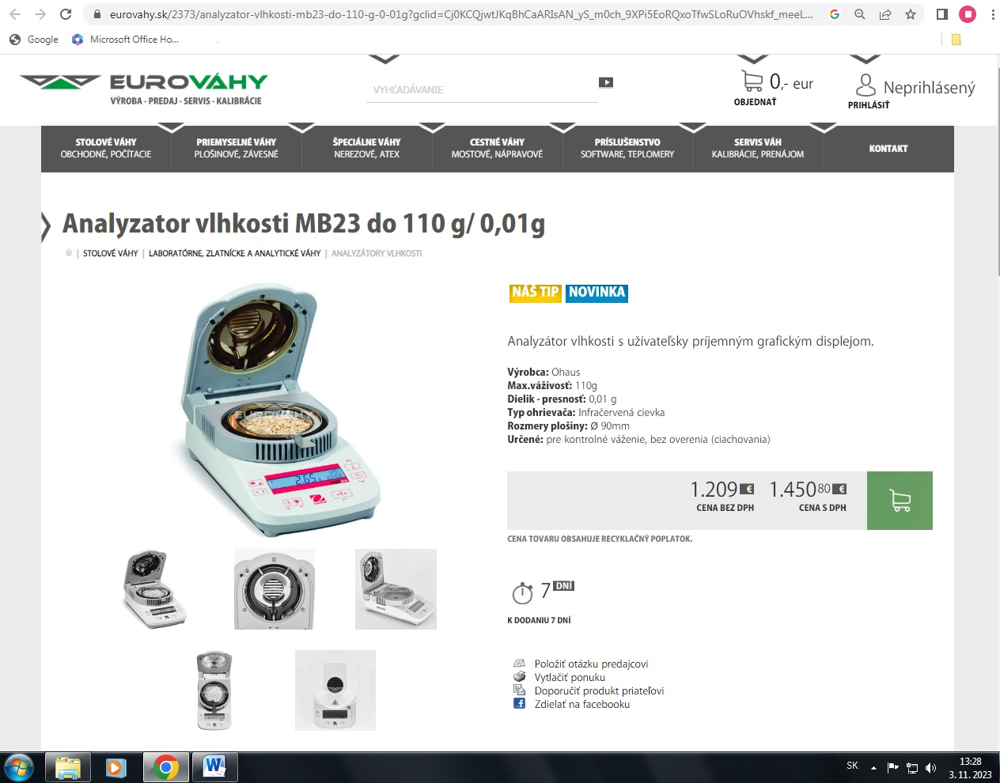 eurovahy.sk/2373/analyzator-vlhkosti-mb23-do-110-g-0-01g?gclid=Cj0KCQjwtJKqBhCaARIsAN_yS_m0ch_9XPi5EoRQxoTfwSLoRuOVhskf_meeL...
Google Microsoft Office Ho...
EUROVÁHY
VÝROBA - PREDAJ - SERVIS - KALIBRÁCIE
VYHĽADÁVANIE
0,- eur
OBJEDNAŤ
Neprihlásený
PRIHLÁSIŤ
STOLOVÉ VÁHY
OBCHODNÉ, POČÍTACIE
PRIEMYSELNÉ VÁHY
PLOŠINOVÉ, ZÁVESNÉ
ŠPECIÁLNE VÁHY
NEREZOVÉ, ATEX
CESTNÉ VÁHY
MOSTOVÉ, NÁPRAVOVÉ
PRÍSLUŠENSTVO
SOFTWARE, TEPLOMERY
SERVIS VÁH
KALIBRÁCIE, PRENÁJOM
KONTAKT
Analyzator vlhkosti MB23 do 110 g/ 0,01g
| STOLOVÉ VÁHY | LABORATÓRNE, ZLATNÍCKE A ANALYTICKÉ VÁHY | ANALYZÁTORY VLHKOSTI
EUROVÁHY
2.65
NÁŠ TIP NOVINKA
Analyzátor vlhkosti s užívateľsky príjemným grafickým displejom.
Výrobca: Ohaus
Max.váživosť: 110g
Dielik - presnosť: 0,01 g
Typ ohrievača: Infračervená cievka
Rozmery plošiny: Ø 90mm
Určené: pre kontrolné váženie, bez overenia (ciachovania)
1.209 € 1.450 80 €
CENA BEZ DPH CENA S DPH
CENA TOVARU OBSAHUJE RECYKLAČNÝ POPLATOK.
7 DNÍ
K DODANIU 7 DNÍ
Položiť otázku predajcovi
Vytlačiť ponuku
Doporučiť produkt priateľovi
Zdielať na facebooku
SK
13:28
3. 11. 2023